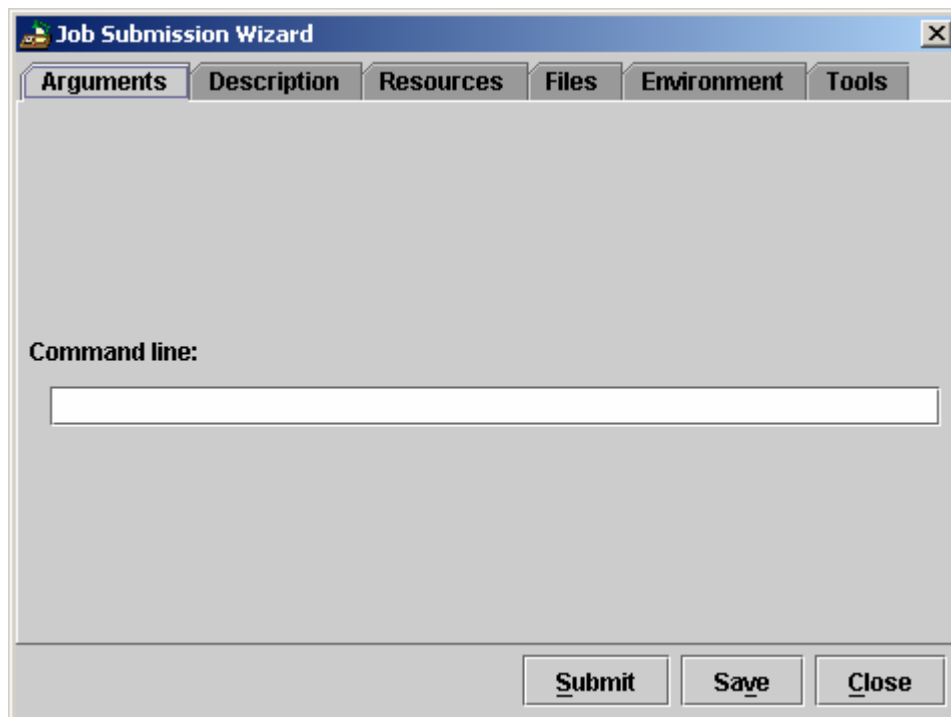 Job Submission Wizard
Arguments Description Resources Files Environment Tools
Command line:
Submit Save Close